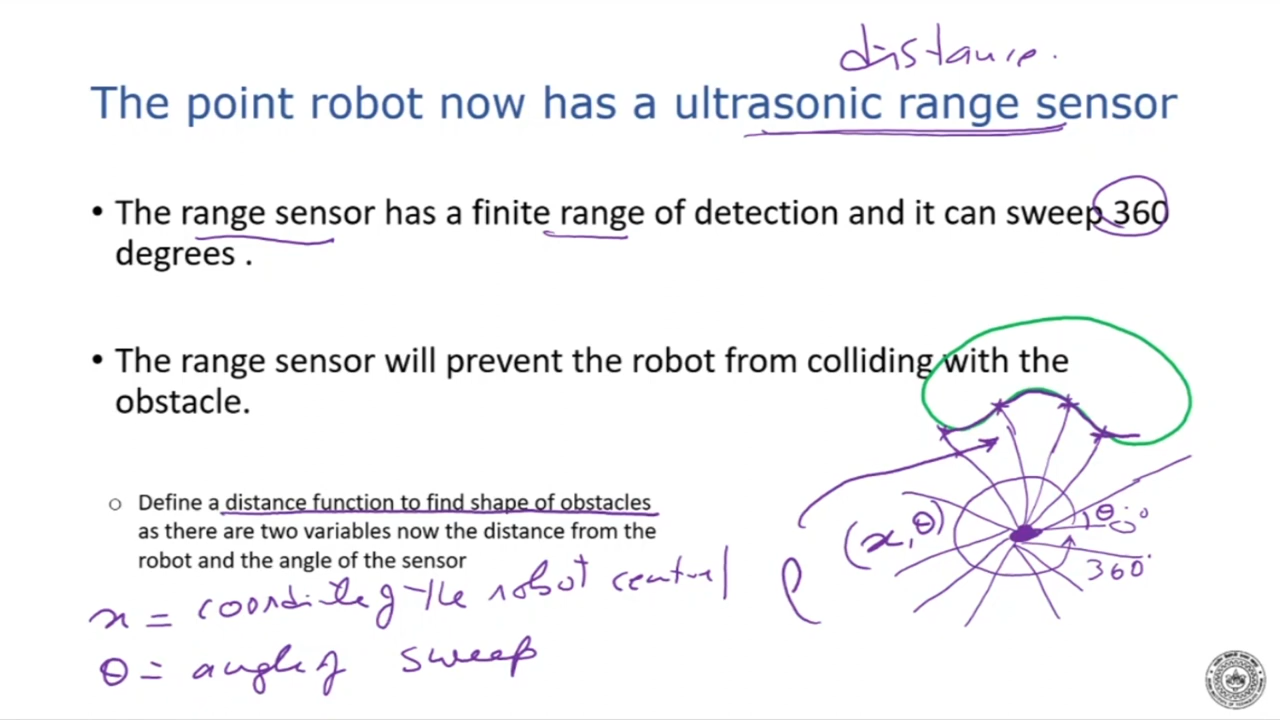 distance.
The point robot now has a ultrasonic range sensor
• The range sensor has a finite range of detection and it can sweep 360
degrees .
• The range sensor will prevent the robot from colliding with the
obstacle.
○ Define a distance function to find shape of obstacles
as there are two variables now the distance from the
robot and the angle of the sensor
ρ (x, θ)
θ = 0°
360°
x = coordinate of the robot central
θ = angle of sweep